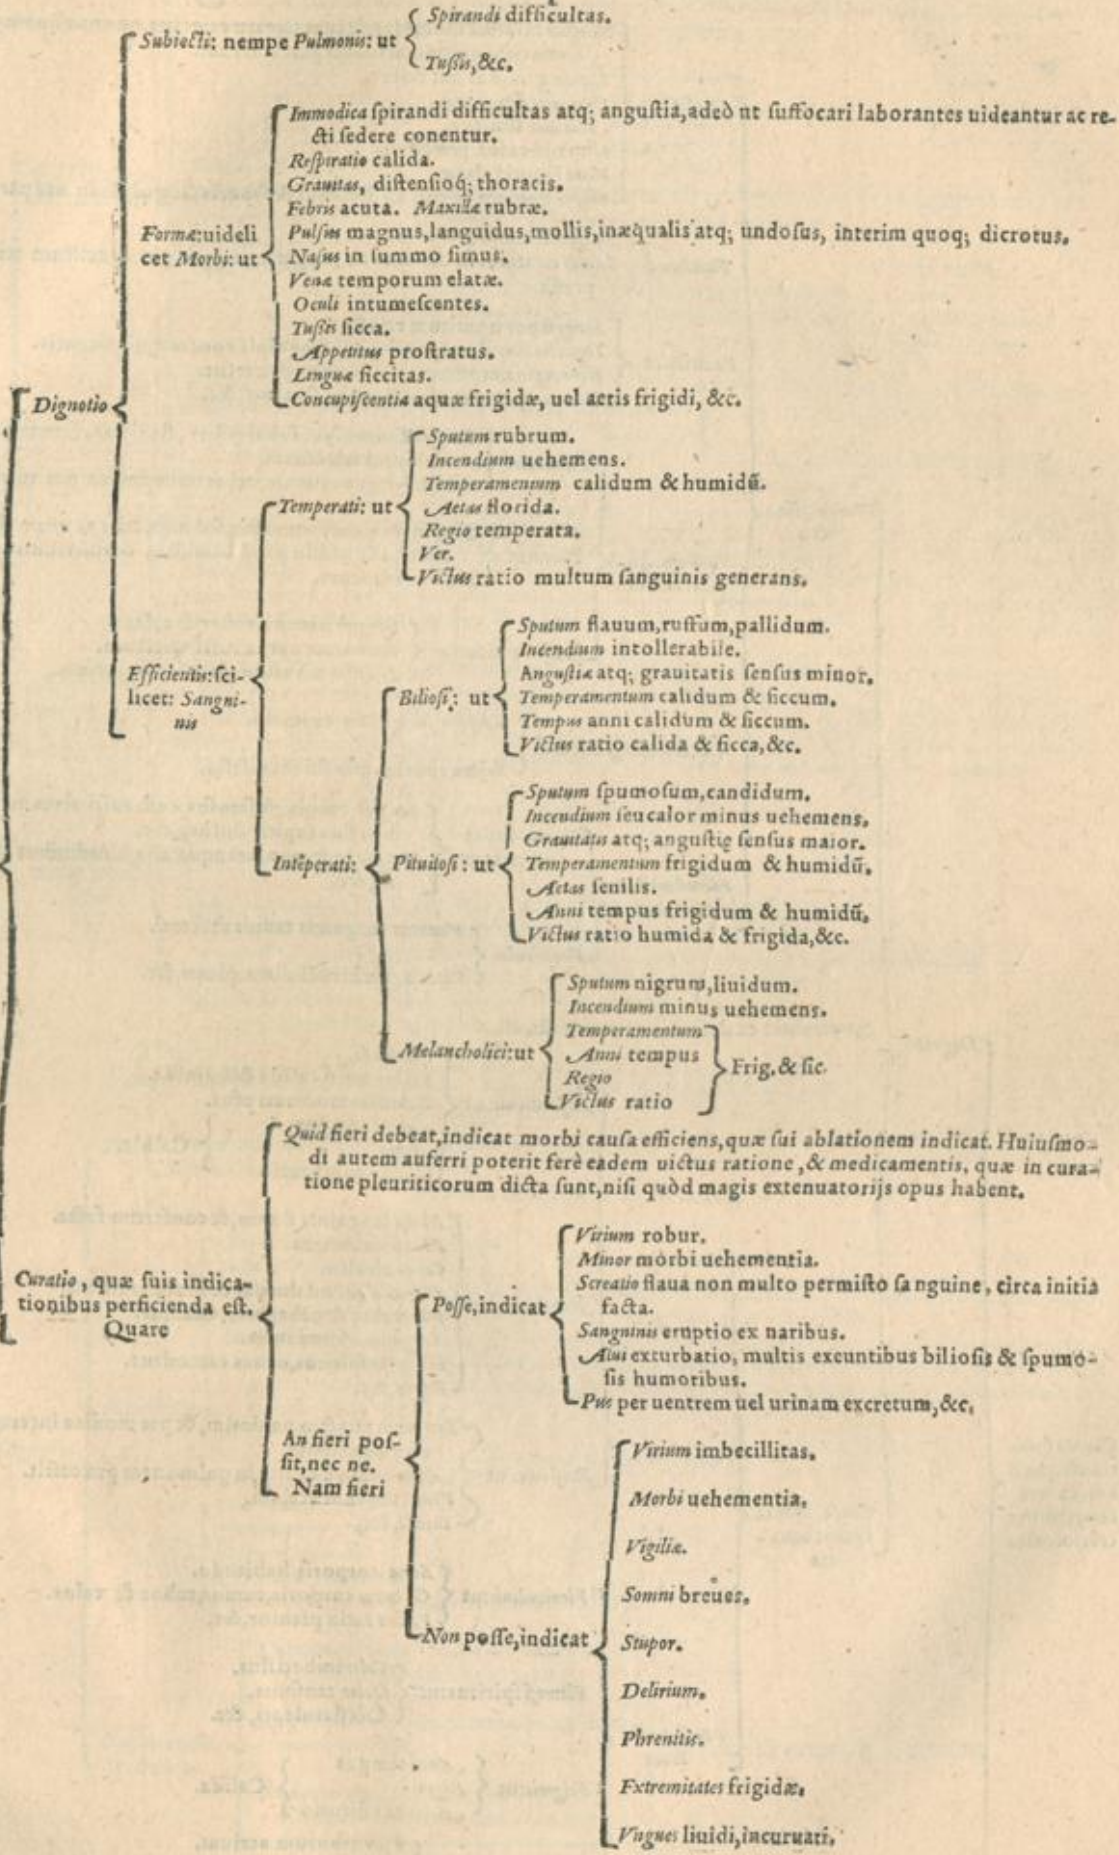 Spirandi difficultas.
Subiecti: nempe Pulmonis: ut
Tuſsis, &c.
Immodica ſpirandi difficultas atq; anguſtia, adeò ut ſuffocari laborantes uideantur ac re-
cti ſedere conentur.
Reſpiratio calida.
Grauitas, diſtenſioq́; thoracis.
Febris acuta. Maxillæ rubræ.
Formæ: uideli
cet Morbi: ut
Pulſus magnus, languidus, mollis, inæqualis atq; undoſus, interim quoq; dicrotus.
Naſus in ſummo ſimus.
Venæ temporum elatæ.
Oculi intumeſcentes.
Tuſsis ſicca.
Appetitus proſtratus.
Linguæ ſiccitas.
Concupiſcentia aquæ frigidæ, uel aeris frigidi, &c.
Dignotio
Sputum rubrum.
Incendium uehemens.
Temperamentum calidum & humidū.
Temperati: ut
Aetas florida.
Regio temperata.
Ver.
Victus ratio multum ſanguinis generans.
Efficientis: ſci-
licet: Sangui-
nis
Sputum flauum, ruffum, pallidum.
Incendium intollerabile.
Anguſtiæ atq; grauitatis ſenſus minor.
Bilioſi: ut
Temperamentum calidum & ſiccum.
Tempus anni calidum & ſiccum.
Victus ratio calida & ſicca, &c.
Sputum ſpumoſum, candidum.
Incendium ſeu calor minus uehemens.
Grauitatis atq; anguſtię ſenſus maior.
Intēperati:
Pituitoſi: ut
Temperamentum frigidum & humidū.
Aetas ſenilis.
Anni tempus frigidum & humidū.
Victus ratio humida & frigida, &c.
Sputum nigrum, liuidum.
Incendium minus uehemens.
Melancholici: ut
Temperamentum
Anni tempus
Regio
Victus ratio
Frig. & ſic.
Quid fieri debeat, indicat morbi cauſa efficiens, quæ ſui ablationem indicat. Huiuſmo-
di autem auferri poterit ferè eadem uictus ratione, & medicamentis, quæ in cura-
tione pleuriticorum dicta ſunt, niſi quòd magis extenuatorijs opus habent.
Curatio, quæ ſuis indica-
tionibus perficienda eſt.
Quare
Virium robur.
Minor morbi uehementia.
Screatio flaua non multo permiſto ſanguine, circa initia
facta.
Poſſe, indicat
Sanguinis eruptio ex naribus.
Alui exturbatio, multis exeuntibus bilioſis & ſpumo-
ſis humoribus.
Pus per uentrem uel urinam excretum, &c.
An fieri poſ-
ſit, nec ne.
Nam fieri
Virium imbecillitas.
Morbi uehementia.
Vigiliæ.
Somni breues.
Non poſſe, indicat
Stupor.
Delirium.
Phrenitis.
Extremitates frigidæ.
Vngues liuidi, incuruati.